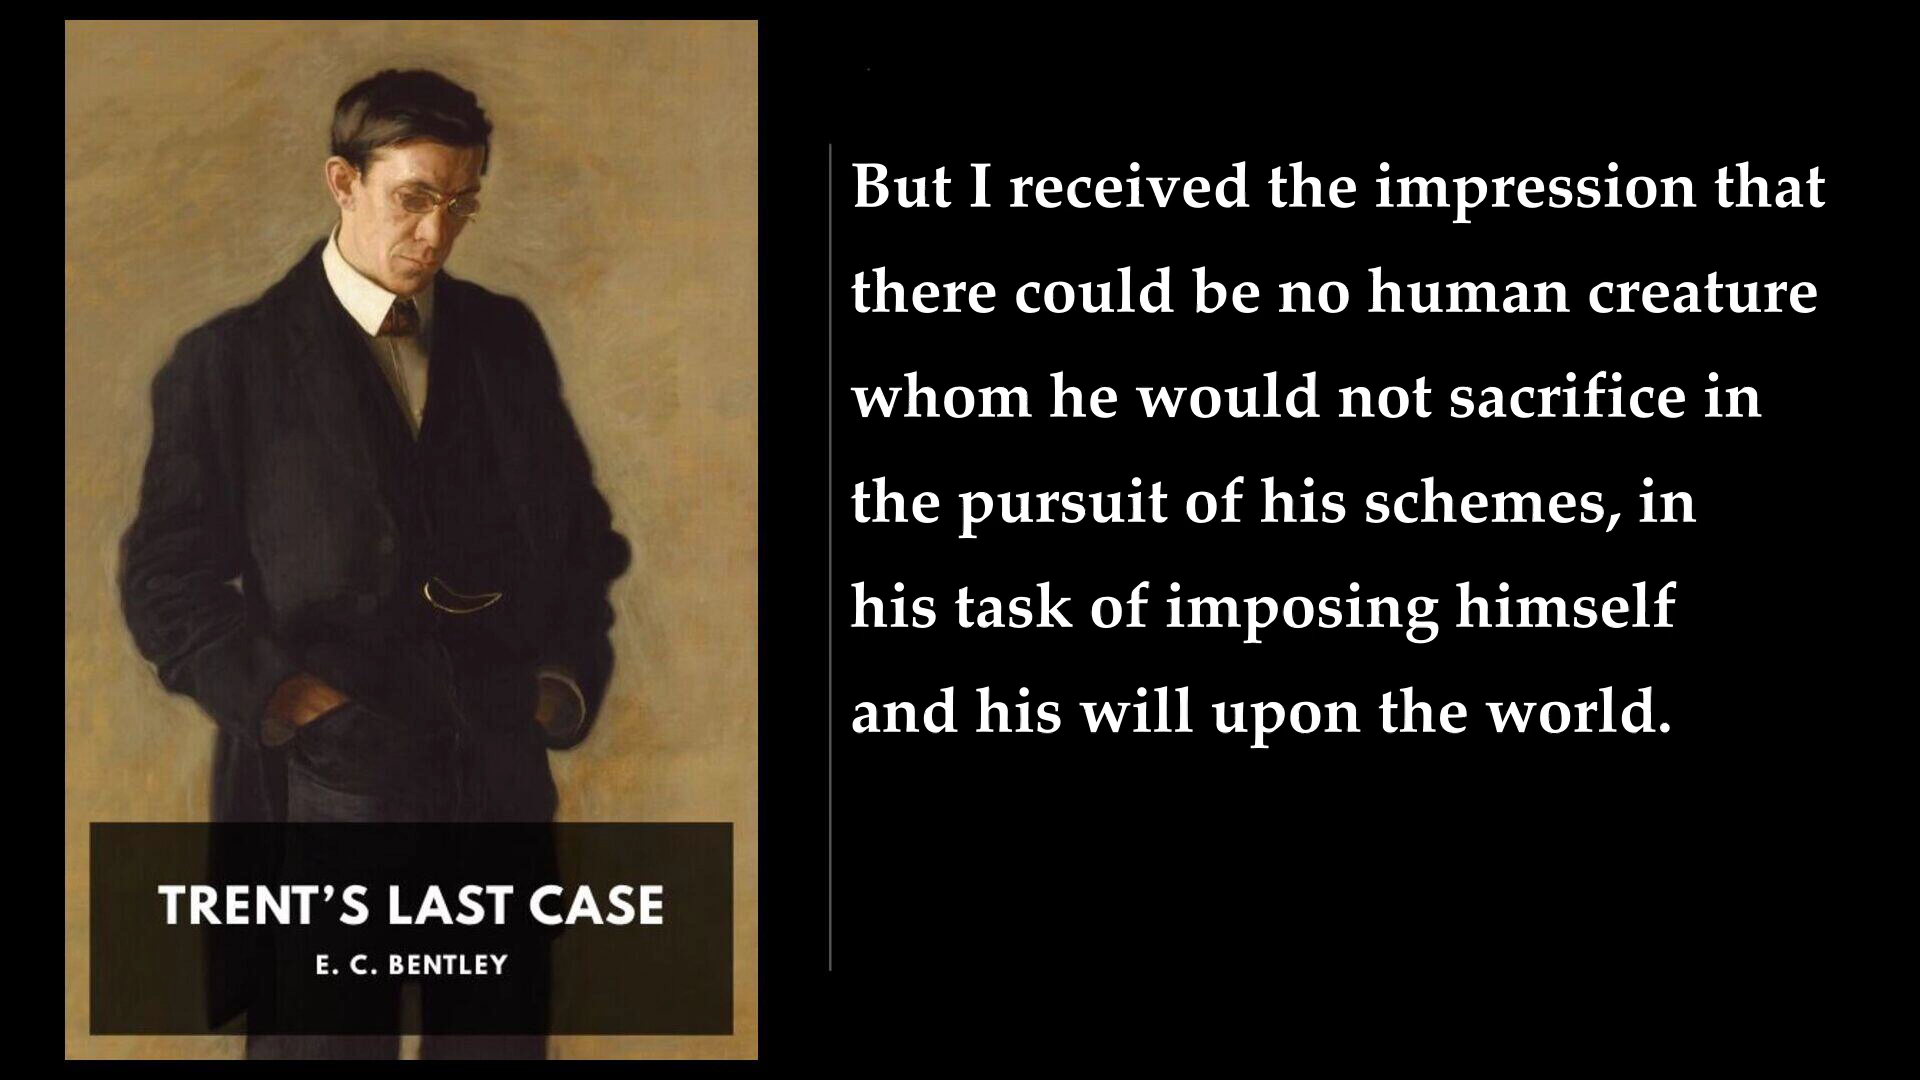 TRENT’S LAST CASE
E. C. BENTLEY
But I received the impression that
there could be no human creature
whom he would not sacrifice in
the pursuit of his schemes, in
his task of imposing himself
and his will upon the world.